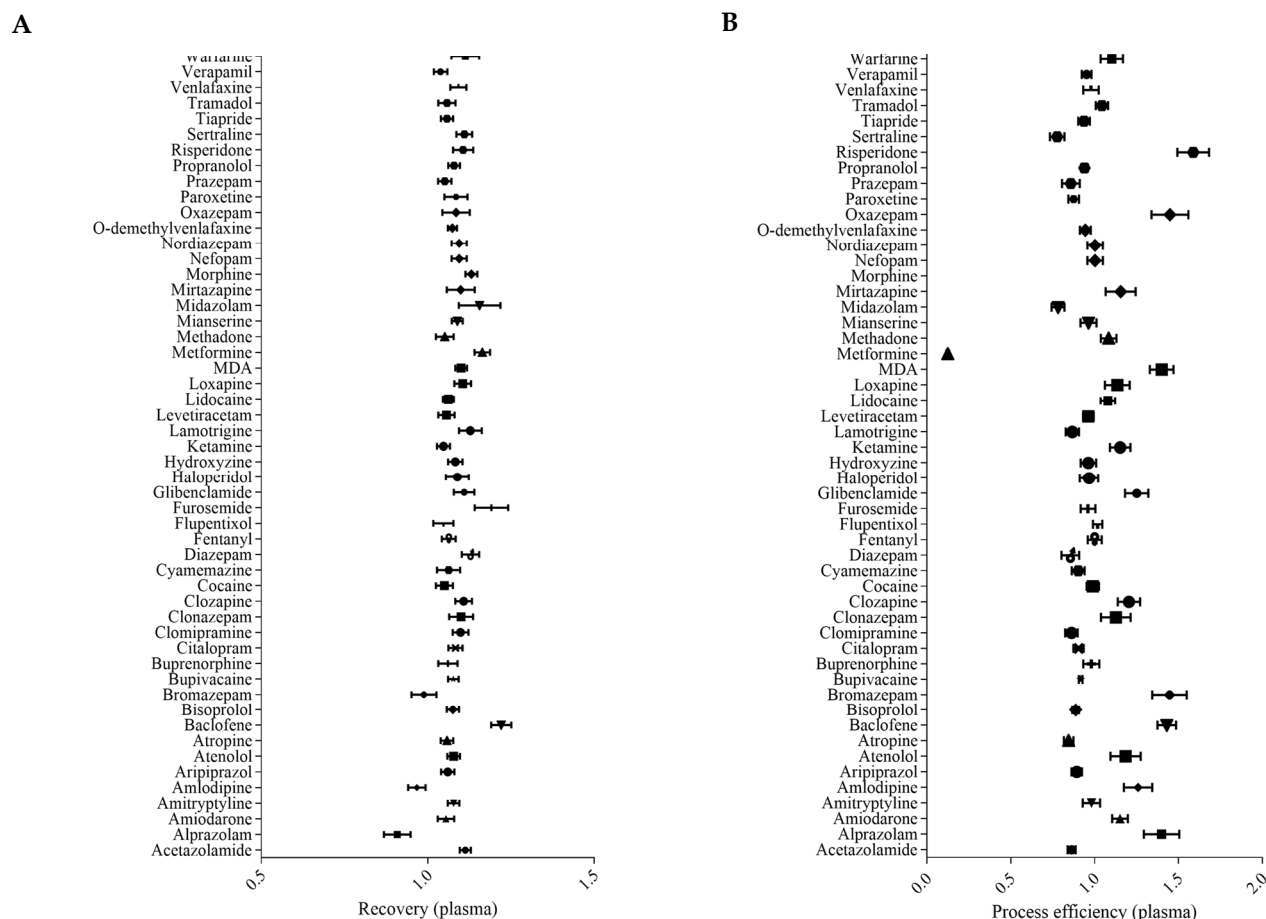 A
Warfarine
Verapamil
Venlafaxine
Tramadol
Tiapride
Sertraline
Risperidone
Propranolol
Prazepam
Paroxetine
Oxazepam
O-demethylvenlafaxine
Nordiazepam
Nefopam
Morphine
Mirtazapine
Midazolam
Mianserine
Methadone
Metformine
MDA
Loxapine
Lidocaine
Levetiracetam
Lamotrigine
Ketamine
Hydroxyzine
Haloperidol
Glibenclamide
Furosemide
Flupentixol
Fentanyl
Diazepam
Cyamemazine
Cocaine
Clozapine
Clonazepam
Clomipramine
Citalopram
Buprenorphine
Bupivacaine
Bromazepam
Bisoprolol
Baclofene
Atropine
Atenolol
Aripiprazol
Amlodipine
Amitryptyline
Amiodarone
Alprazolam
Acetazolamide
0.5 1.0 1.5
Recovery (plasma)
B
Warfarine
Verapamil
Venlafaxine
Tramadol
Tiapride
Sertraline
Risperidone
Propranolol
Prazepam
Paroxetine
Oxazepam
O-demethylvenlafaxine
Nordiazepam
Nefopam
Morphine
Mirtazapine
Midazolam
Mianserine
Methadone
Metformine
MDA
Loxapine
Lidocaine
Levetiracetam
Lamotrigine
Ketamine
Hydroxyzine
Haloperidol
Glibenclamide
Furosemide
Flupentixol
Fentanyl
Diazepam
Cyamemazine
Cocaine
Clozapine
Clonazepam
Clomipramine
Citalopram
Buprenorphine
Bupivacaine
Bromazepam
Bisoprolol
Baclofene
Atropine
Atenolol
Aripiprazol
Amlodipine
Amitryptyline
Amiodarone
Alprazolam
Acetazolamide
0.0 0.5 1.0 1.5 2.0
Process efficiency (plasma)